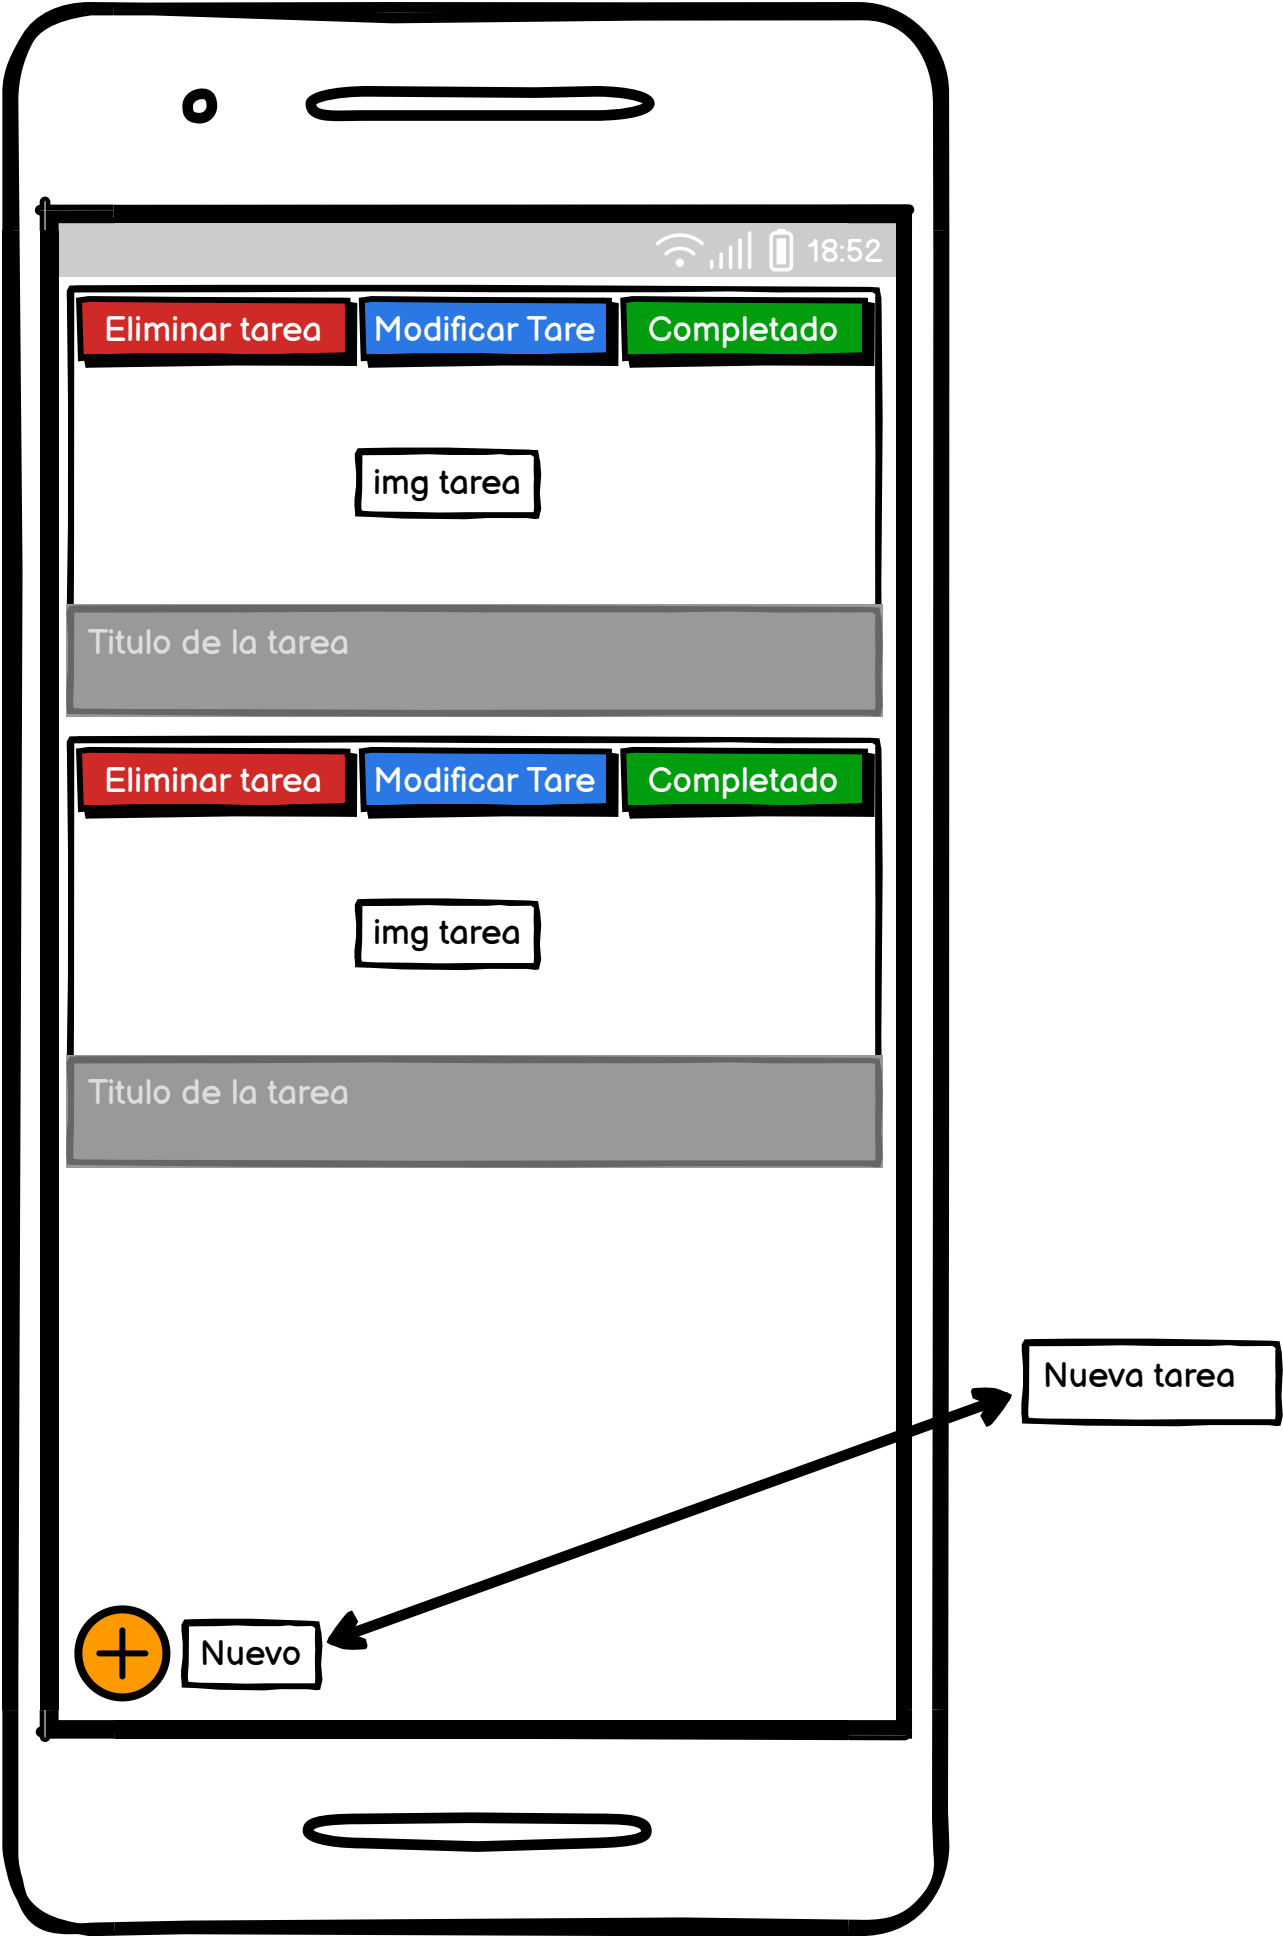 18:52
Eliminar tarea
Modificar Tare
Completado
img tarea
Titulo de la tarea
Eliminar tarea
Modificar Tare
Completado
img tarea
Titulo de la tarea
Nueva tarea
Nuevo